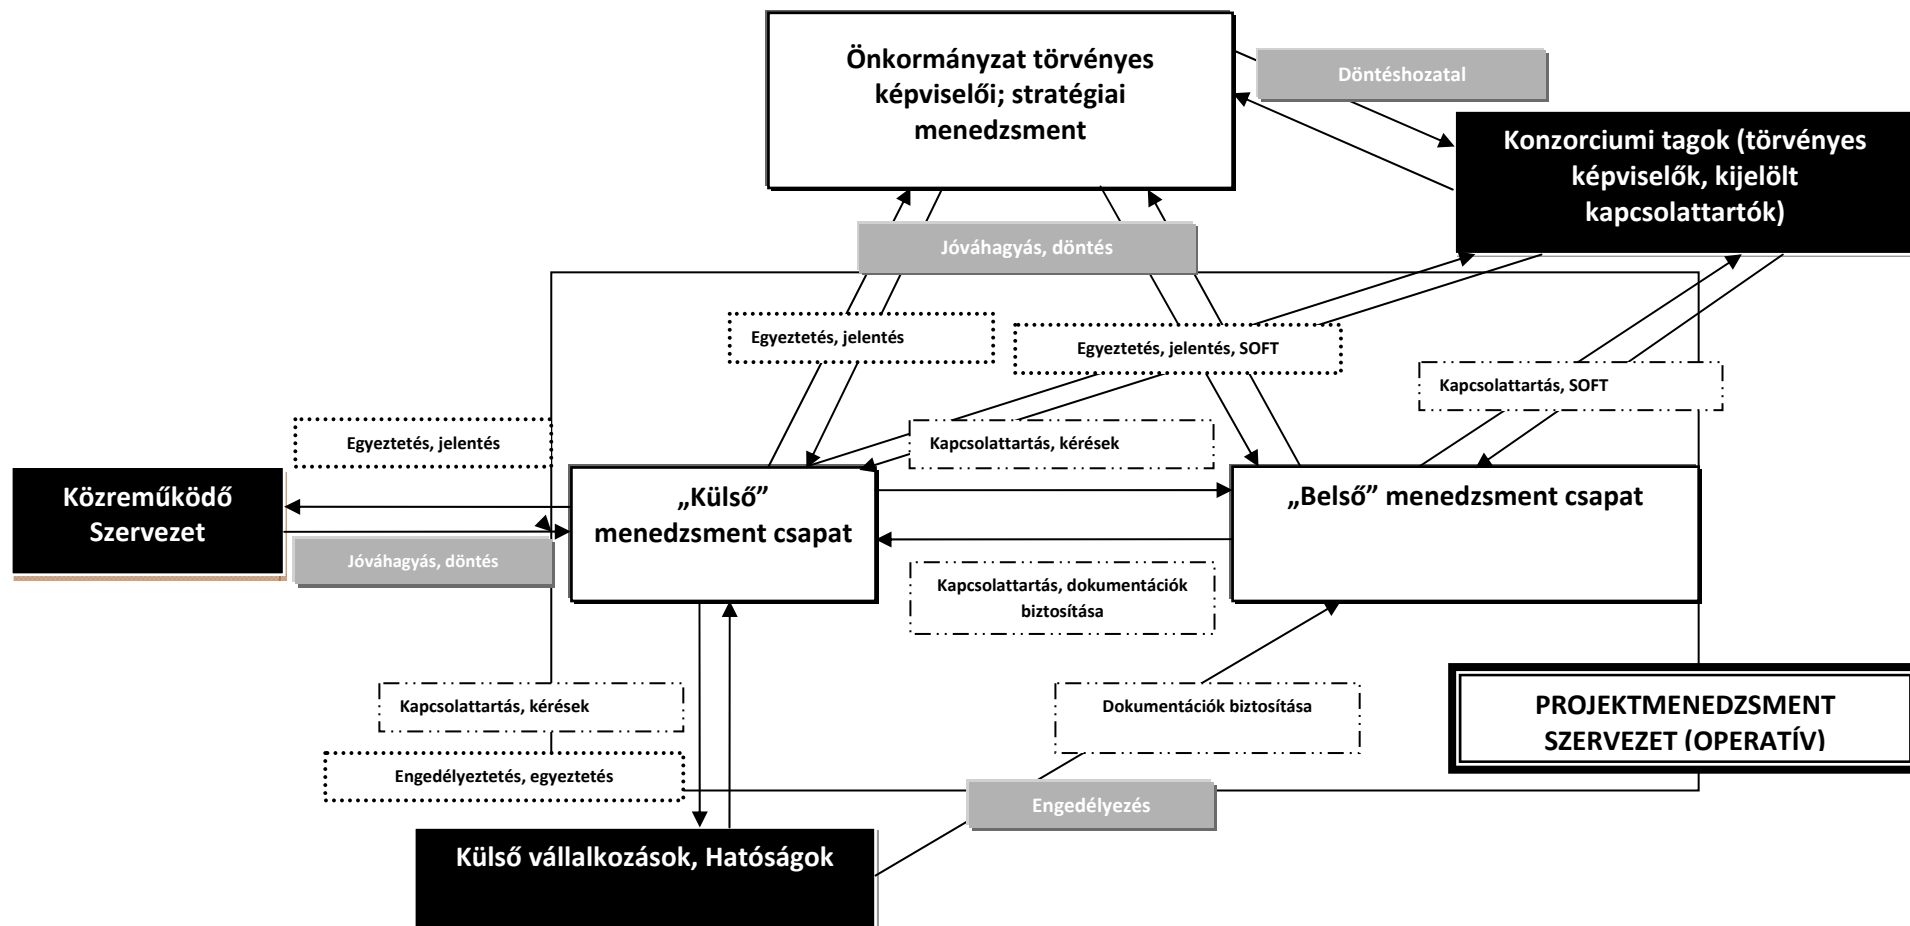 Önkormányzat törvényes
képviselői; stratégiai
menedzsment
Döntéshozatal
Konzorciumi tagok (törvényes
képviselők, kijelölt
kapcsolattartók)
Jóváhagyás, döntés
Egyeztetés, jelentés
Egyeztetés, jelentés, SOFT
Kapcsolattartás, SOFT
Egyeztetés, jelentés
Kapcsolattartás, kérések
Közreműködő
Szervezet
„Külső”
menedzsment csapat
„Belső” menedzsment csapat
Jóváhagyás, döntés
Kapcsolattartás, dokumentációk
biztosítása
Kapcsolattartás, kérések
Dokumentációk biztosítása
PROJEKTMENEDZSMENT
SZERVEZET (OPERATÍV)
Engedélyeztetés, egyeztetés
Engedélyezés
Külső vállalkozások, Hatóságok